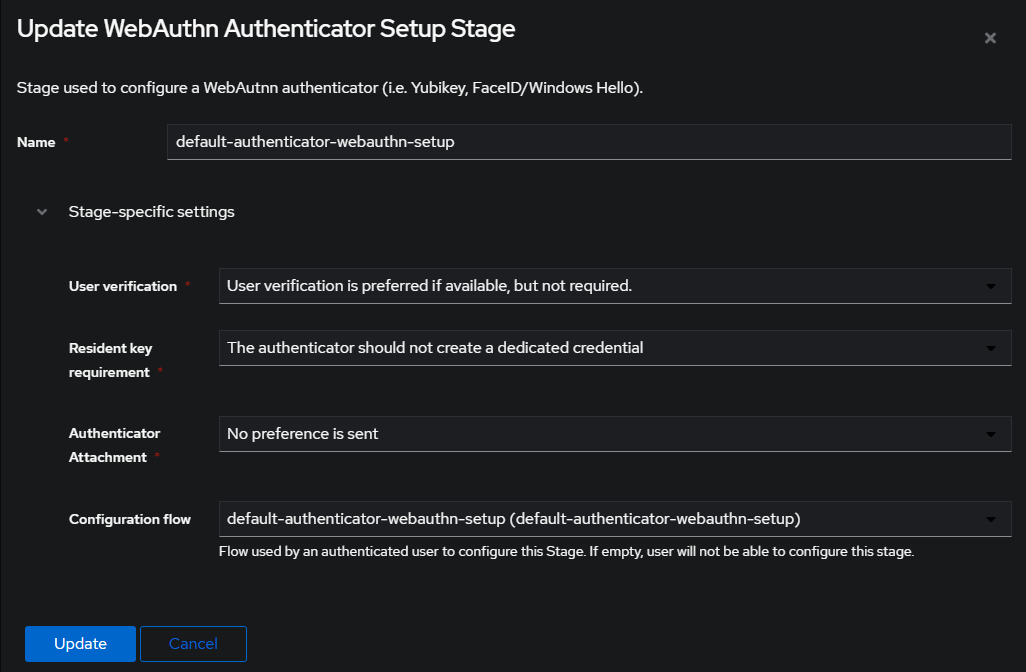 Update WebAuthn Authenticator Setup Stage
Stage used to configure a WebAutnn authenticator (i.e. Yubikey, FaceID/Windows Hello).
Name *
default-authenticator-webauthn-setup
Stage-specific settings
User verification *
User verification is preferred if available, but not required.
Resident key
requirement *
The authenticator should not create a dedicated credential
Authenticator
Attachment *
No preference is sent
Configuration flow
default-authenticator-webauthn-setup (default-authenticator-webauthn-setup)
Flow used by an authenticated user to configure this Stage. If empty, user will not be able to configure this stage.
Update
Cancel